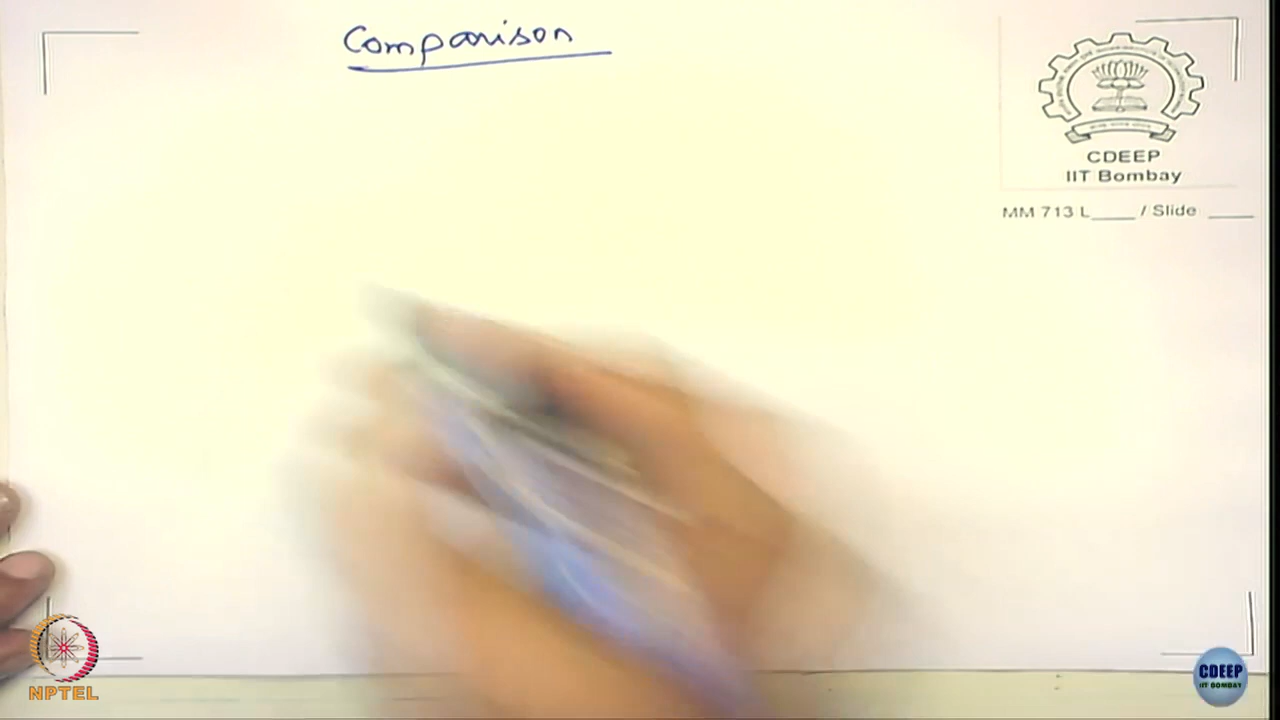 Comparison
CDEEP
IIT Bombay
MM 713 L____ / Slide ____
NPTEL
CDEEP
IIT BOMBAY